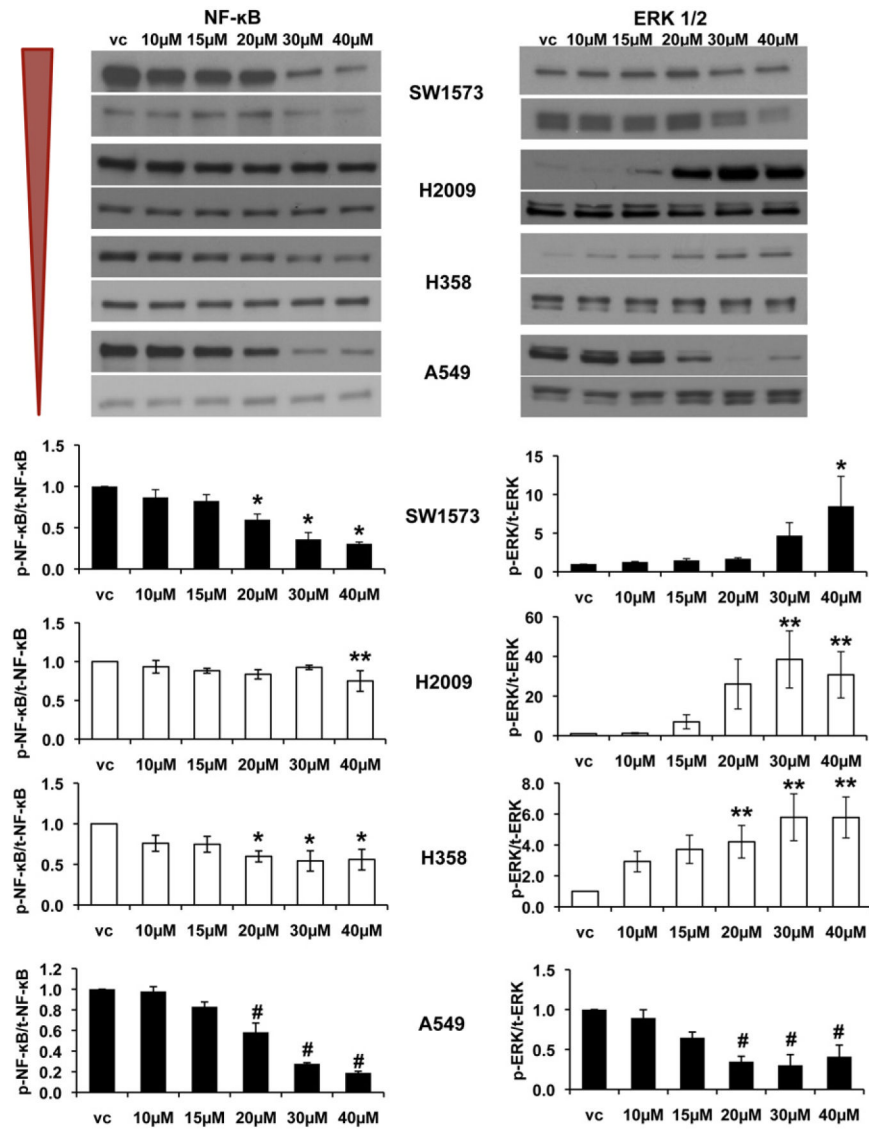 NF-κB ERK 1/2
vc 10µM 15µM 20µM 30µM 40µM vc 10µM 15µM 20µM 30µM 40µM
SW1573
H2009
H358
A549
p-NF-κB/t-NF-κB
1.5
1.0
0.5
0.0
* * *
vc 10µM 15µM 20µM 30µM 40µM
SW1573
p-ERK/t-ERK
15
10
5
0
*
vc 10µM 15µM 20µM 30µM 40µM
p-NF-κB/t-NF-κB
1.5
1.0
0.5
0.0
**
vc 10µM 15µM 20µM 30µM 40µM
H2009
p-ERK/t-ERK
60
40
20
0
** **
vc 10µM 15µM 20µM 30µM 40µM
p-NF-κB/t-NF-κB
1.5
1.0
0.5
0.0
* * *
vc 10µM 15µM 20µM 30µM 40µM
H358
p-ERK/t-ERK
8.0
6.0
4.0
2.0
0.0
** ** **
vc 10µM 15µM 20µM 30µM 40µM
p-NF-κB/t-NF-κB
1.2
1.0
0.8
0.6
0.4
0.2
0.0
# # #
vc 10µM 15µM 20µM 30µM 40µM
A549
p-ERK/t-ERK
1.5
1.0
0.5
0.0
# # #
vc 10µM 15µM 20µM 30µM 40µM